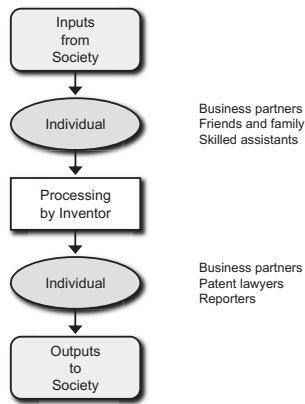 Inputs
from
Society
Individual
Business partners
Friends and family
Skilled assistants
Processing
by Inventor
Individual
Business partners
Patent lawyers
Reporters
Outputs
to
Society